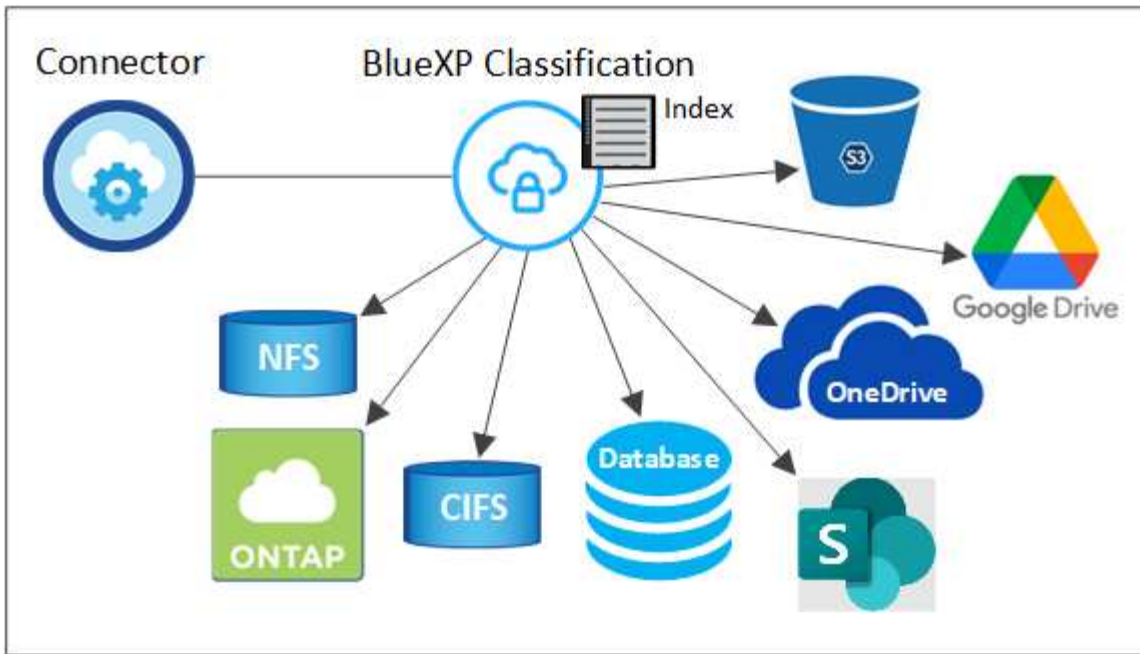 Connector
BlueXP Classification
Index
S3
Google Drive
NFS
OneDrive
ONTAP
CIFS
Database
S